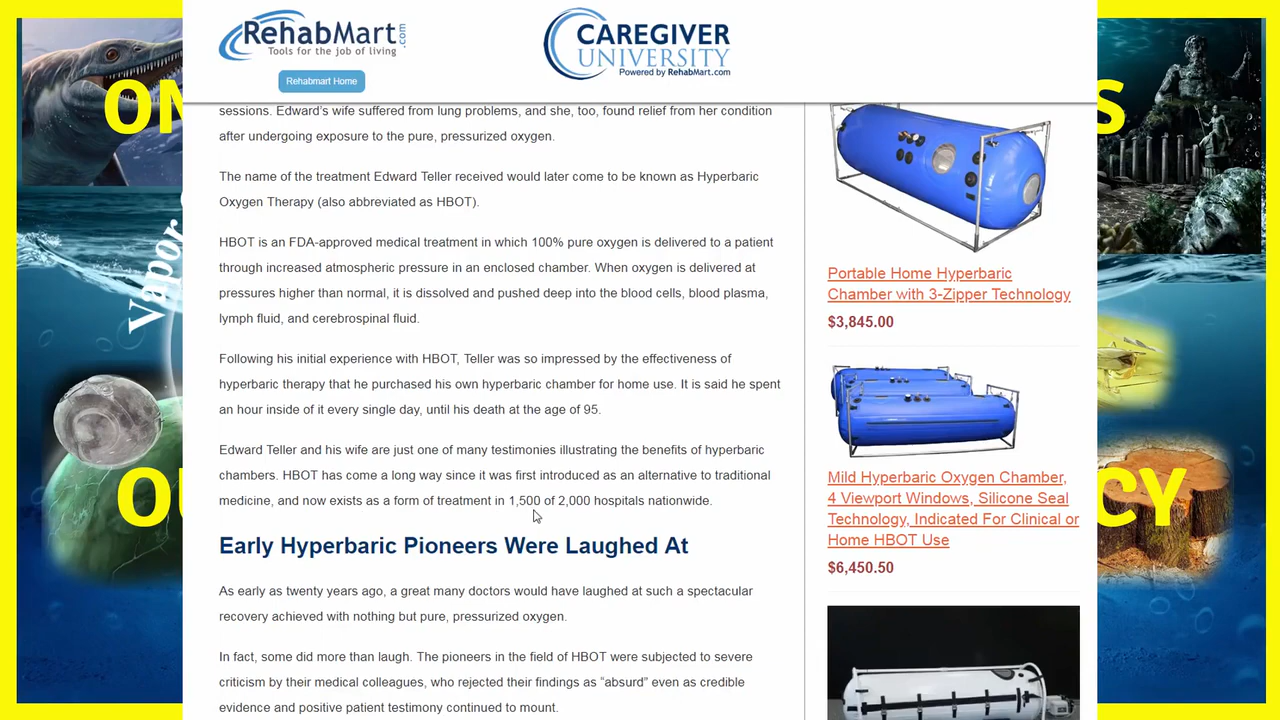 RehabMart.com
Tools for the job of living
Rehabmart Home
CAREGIVER
UNIVERSITY
Powered by RehabMart.com
ON
S
Vapor
OU
CY
sessions. Edward's wife suffered from lung problems, and she, too, found relief from her condition
after undergoing exposure to the pure, pressurized oxygen.
The name of the treatment Edward Teller received would later come to be known as Hyperbaric
Oxygen Therapy (also abbreviated as HBOT).
HBOT is an FDA-approved medical treatment in which 100% pure oxygen is delivered to a patient
through increased atmospheric pressure in an enclosed chamber. When oxygen is delivered at
pressures higher than normal, it is dissolved and pushed deep into the blood cells, blood plasma,
lymph fluid, and cerebrospinal fluid.
Following his initial experience with HBOT, Teller was so impressed by the effectiveness of
hyperbaric therapy that he purchased his own hyperbaric chamber for home use. It is said he spent
an hour inside of it every single day, until his death at the age of 95.
Edward Teller and his wife are just one of many testimonies illustrating the benefits of hyperbaric
chambers. HBOT has come a long way since it was first introduced as an alternative to traditional
medicine, and now exists as a form of treatment in 1,500 of 2,000 hospitals nationwide.
Early Hyperbaric Pioneers Were Laughed At
As early as twenty years ago, a great many doctors would have laughed at such a spectacular
recovery achieved with nothing but pure, pressurized oxygen.
In fact, some did more than laugh. The pioneers in the field of HBOT were subjected to severe
criticism by their medical colleagues, who rejected their findings as “absurd” even as credible
evidence and positive patient testimony continued to mount.
Portable Home Hyperbaric
Chamber with 3-Zipper Technology
$3,845.00
Mild Hyperbaric Oxygen Chamber,
4 Viewport Windows, Silicone Seal
Technology, Indicated For Clinical or
Home HBOT Use
$6,450.50